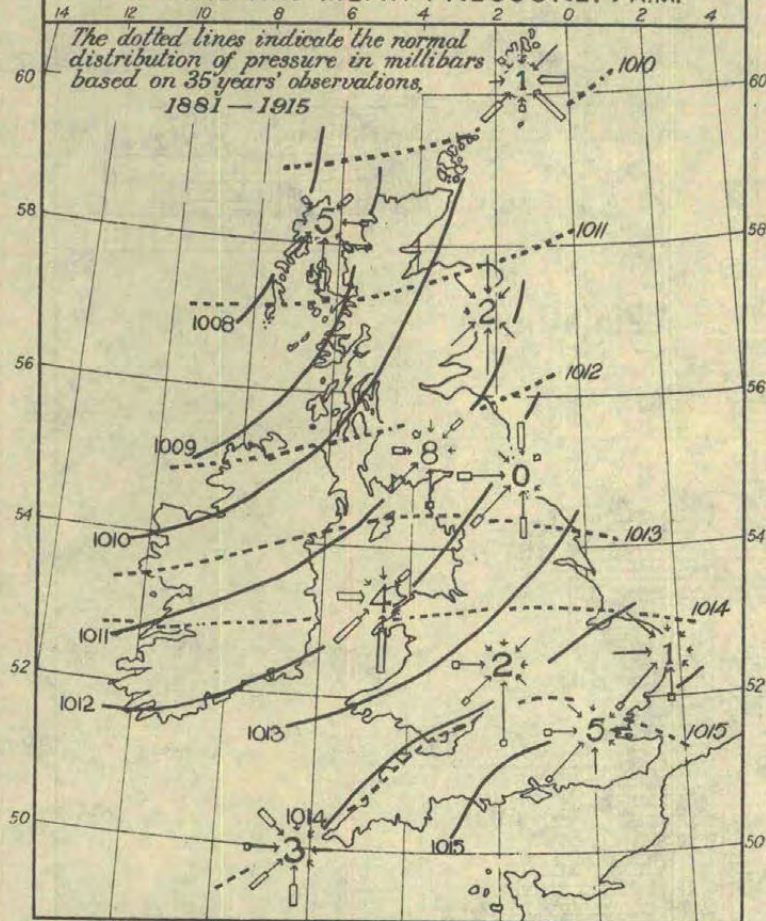 MEAN PRESSURE, A.M.
14 12 10 8 6 4 2 0 2 4
The dotted lines indicate the normal
distribution of pressure in millibars
based on 35 years' observations,
1881 — 1915
60 1 1010 60
58 5 1011 58
2
1008
56 1012 56
1009 8 0
54 1010 1013 54
1011 4 1014
52 1012 2 1 52
1013 5 1015
50 1014 3 1015 50